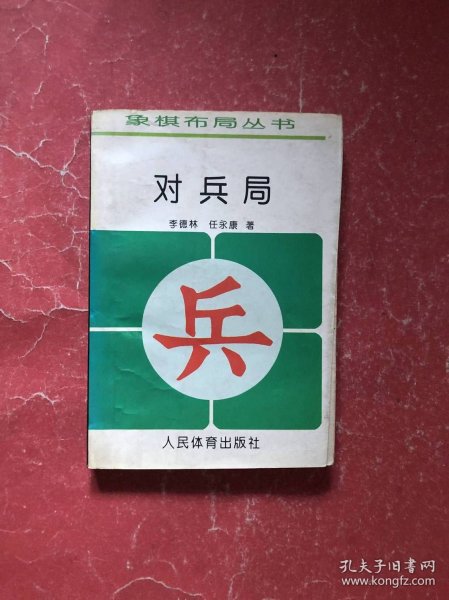 象棋布局丛书
对兵局
李德林 任永康 著
兵
人民体育出版社
孔夫子旧书网
www.kongfz.com